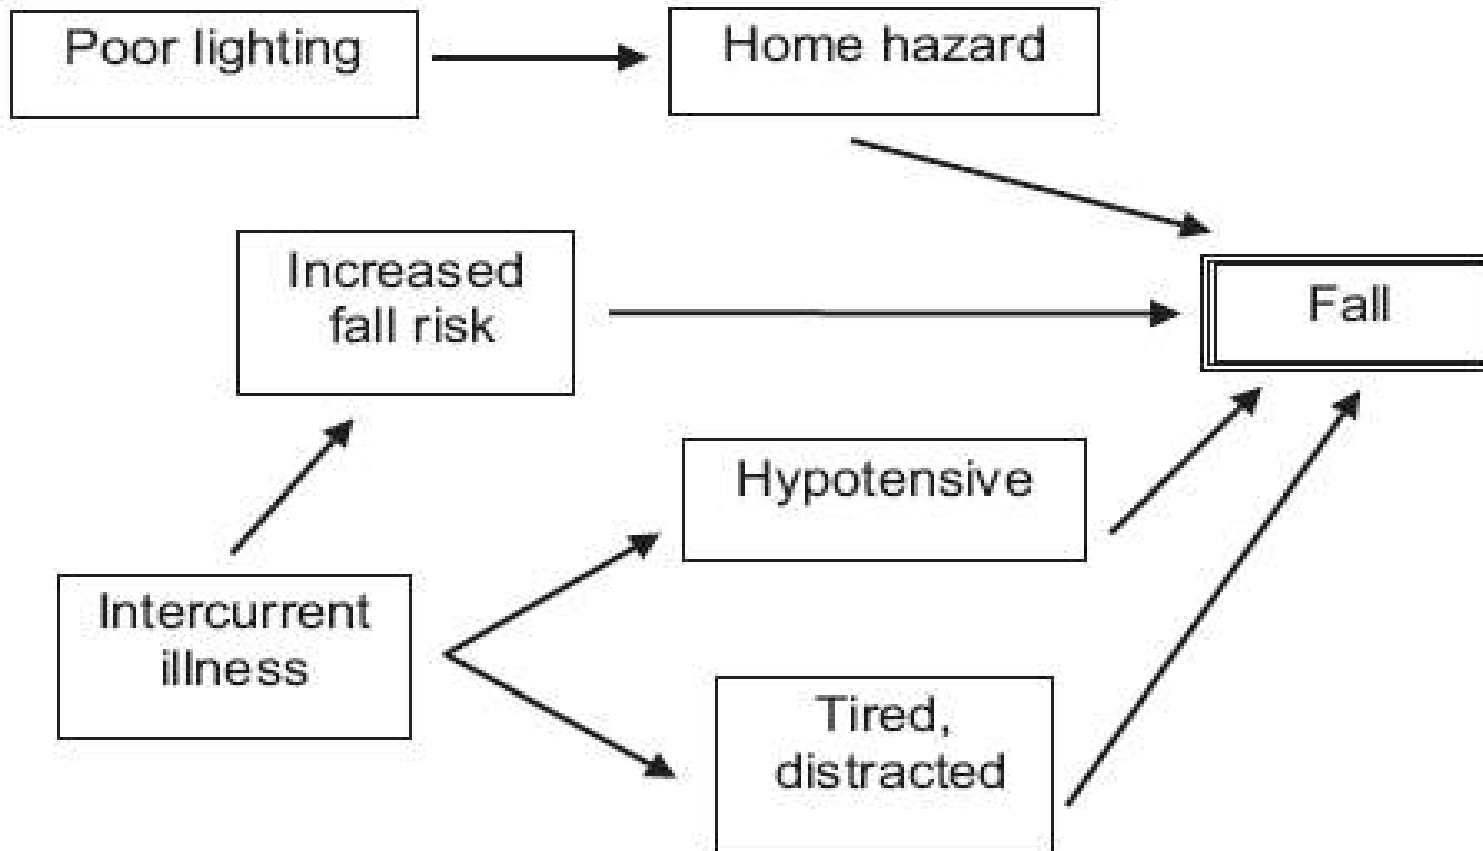 Poor lighting
Home hazard
Increased
fall risk
Fall
Hypotensive
Intercurrent
illness
Tired,
distracted